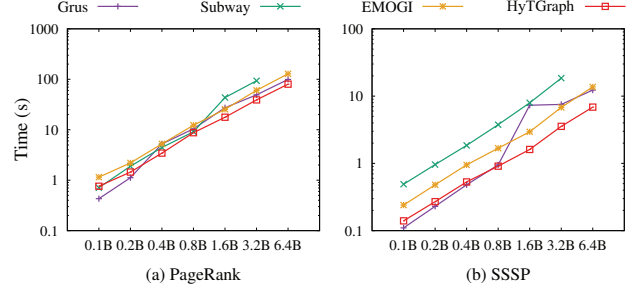 Grus Subway EMOGI HyTGraph
1000
100
10
1
0.1
Time (s)
0.1B 0.2B 0.4B 0.8B 1.6B 3.2B 6.4B
(a) PageRank
100
10
1
0.1
0.1B 0.2B 0.4B 0.8B 1.6B 3.2B 6.4B
(b) SSSP